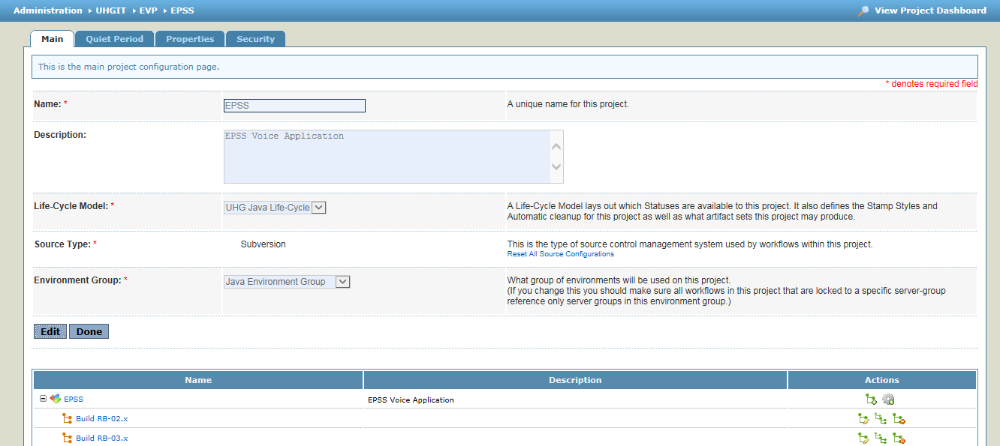 Administration UHGIT EVP EPSS View Project Dashboard
Main Quiet Period Properties Security
This is the main project configuration page.
* denotes required field
Name: * EPSS A unique name for this project.
Description: EPSS Voice Application
Life-Cycle Model: * UHG Java Life-Cycle A Life-Cycle Model lays out which Statuses are available to this project. It also defines the Stamp Styles and
Automatic cleanup for this project as well as what artifact sets this project may produce.
Source Type: * Subversion This is the type of source control management system used by workflows within this project.
Reset All Source Configurations
Environment Group: * Java Environment Group What group of environments will be used on this project.
(If you change this you should make sure all workflows in this project that are locked to a specific server-group
reference only server groups in this environment group.)
Edit Done
Name Description Actions
EPSS EPSS Voice Application
Build RB-02.x
Build RB-03.x